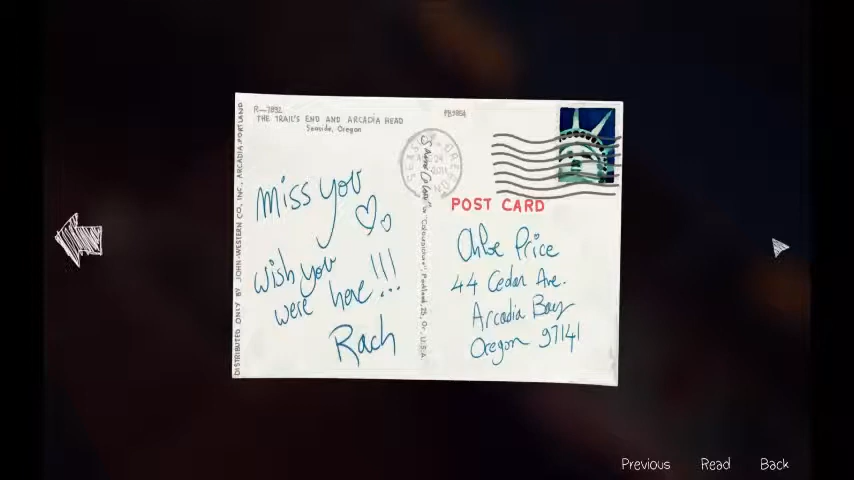 R—7892
THE TRAIL'S END AND ARCADIA HEAD
Seaside, Oregon
DISTRIBUTED ONLY BY JOHN-WESTERN CO, INC., ARCADIA, PORTLAND
Miss you
wish you
were here!!!
Rach
OREGON
POST CARD
Chloe Price
44 Cedar Ave.
Arcadia Bay
Oregon 97141
Previous Read Back